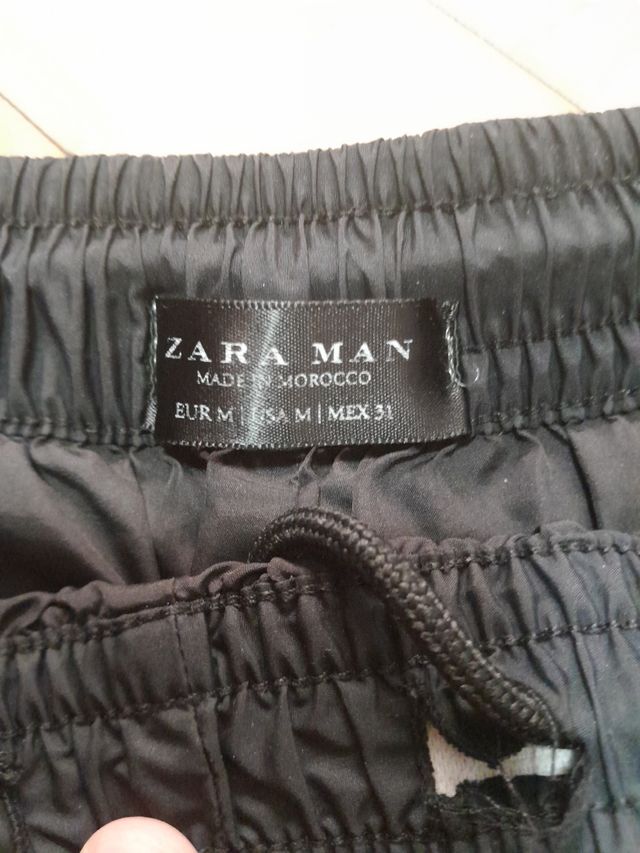 ZARA MAN
MADE IN MOROCCO
EUR M | USA M | MEX 31